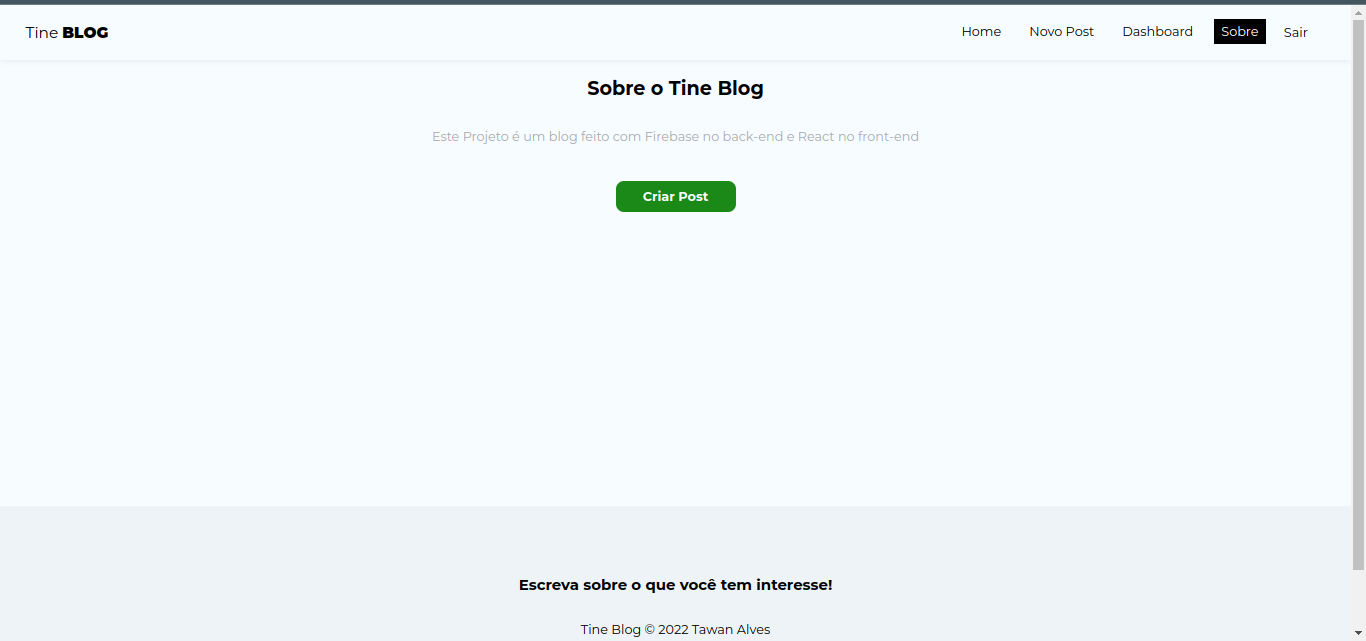 Tine BLOG
Home Novo Post Dashboard Sobre Sair
Sobre o Tine Blog
Este Projeto é um blog feito com Firebase no back-end e React no front-end
Criar Post
Escreva sobre o que você tem interesse!
Tine Blog © 2022 Tawan Alves